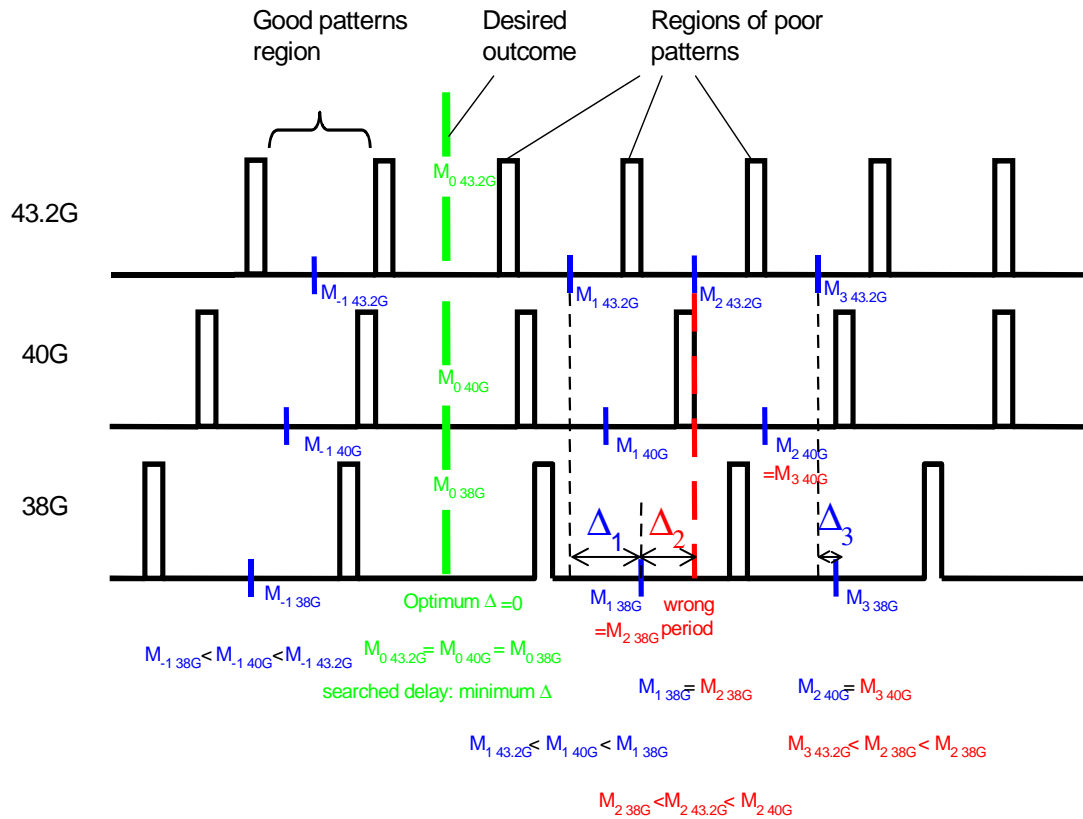 Good patterns
region
Desired
outcome
Regions of poor
patterns
M0 43.2G
43.2G
M-1 43.2G
M1 43.2G
M2 43.2G
M3 43.2G
40G
M0 40G
M-1 40G
M1 40G
M2 40G
=M3 40G
38G
M0 38G
Δ1
Δ2
Δ3
M-1 38G
Optimum Δ=0
M1 38G
=M2 38G
wrong
period
M3 38G
M-1 38G< M-1 40G<M-1 43.2G
M0 43.2G= M0 40G= M0 38G
searched delay: minimum Δ
M1 38G= M2 38G
M2 40G= M3 40G
M1 43.2G< M1 40G < M1 38G
M3 43.2G< M2 38G < M2 38G
M2 38G <M2 43.2G< M2 40G